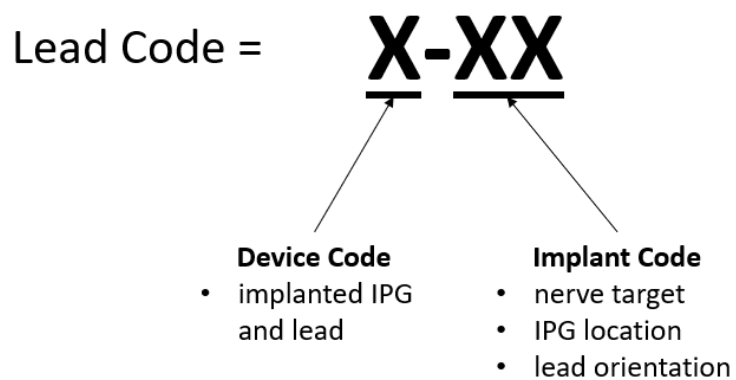 Lead Code = X-XX
Device Code
• implanted IPG
and lead
Implant Code
• nerve target
• IPG location
• lead orientation